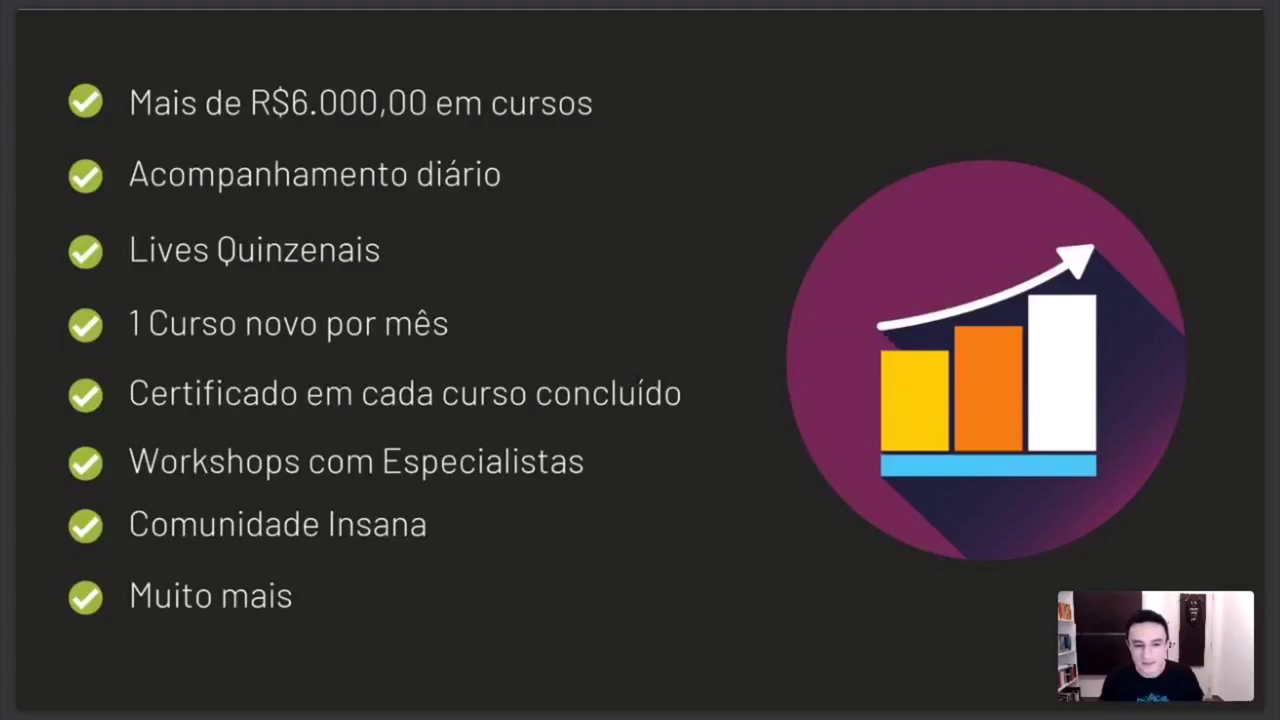 Mais de R$6.000,00 em cursos
Acompanhamento diário
Lives Quinzenais
1 Curso novo por mês
Certificado em cada curso concluído
Workshops com Especialistas
Comunidade Insana
Muito mais